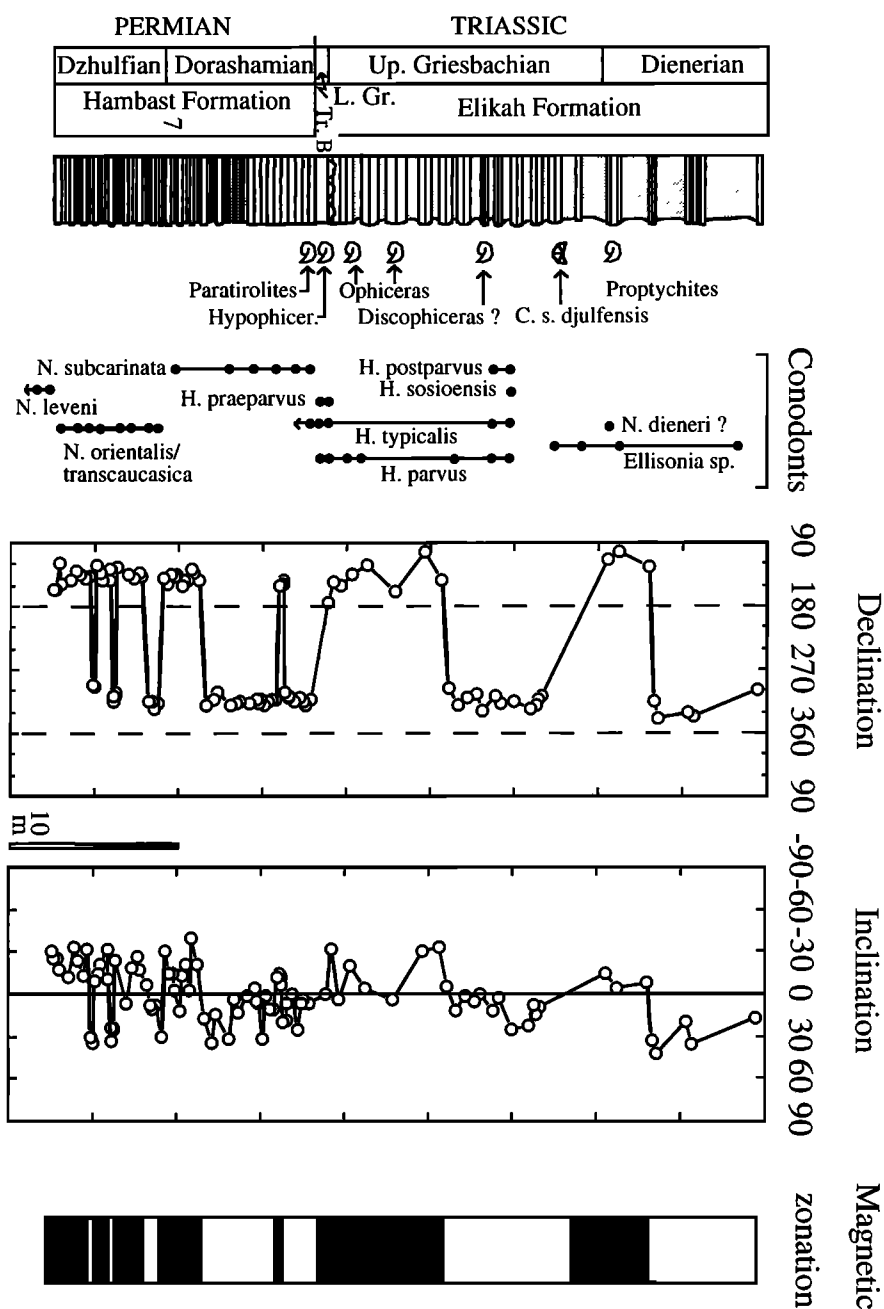 PERMIAN
TRIASSIC
Dzhulfian
Dorashamian
Up. Griesbachian
Dienerian
L. Gr.
Hambast Formation
7
Tr. B
Elikah Formation
Paratirolites
Hypophicer.
Ophiceras
Discophiceras ?
C. s. djulfensis
Proptychites
Conodonts
N. subcarinata
N. leveni
N. orientalis/
transcaucasica
H. praeparvus
H. postparvus
H. sosioensis
H. typicalis
H. parvus
N. dieneri ?
Ellisonia sp.
Declination
90 180 270 360 90
10
m
Inclination
-90 -60 -30 0 30 60 90
Magnetic
zonation